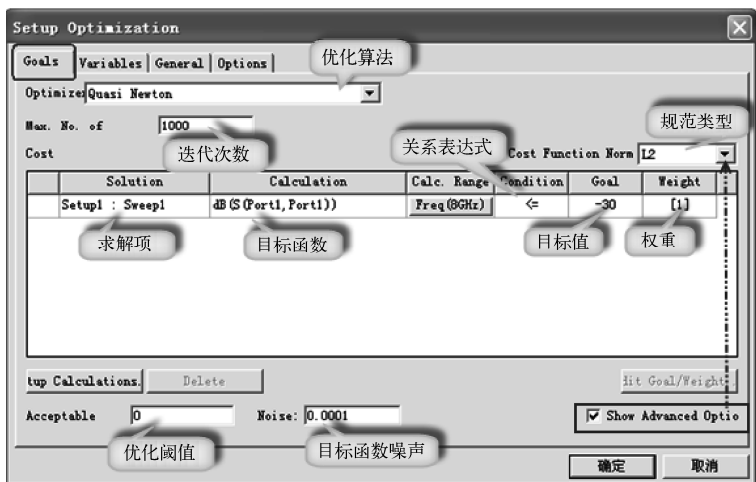 Setup Optimization
Goals Variables General Options
优化算法
Optimizer Quasi Newton
Max. No. of 1000
迭代次数
关系表达式
规范类型
Cost
Cost Function Norm L2
Solution Calculation Calc. Range Condition Goal Weight
Setup1 : Sweep1 dB(S(Port1,Port1)) Freq(8GHz) <= -30 [1]
求解项 目标函数 目标值 权重
tup Calculations. Delete dit Goal/Weight
Acceptable 0 Noise: 0.0001 Show Advanced Optio
优化阈值 目标函数噪声
确定 取消